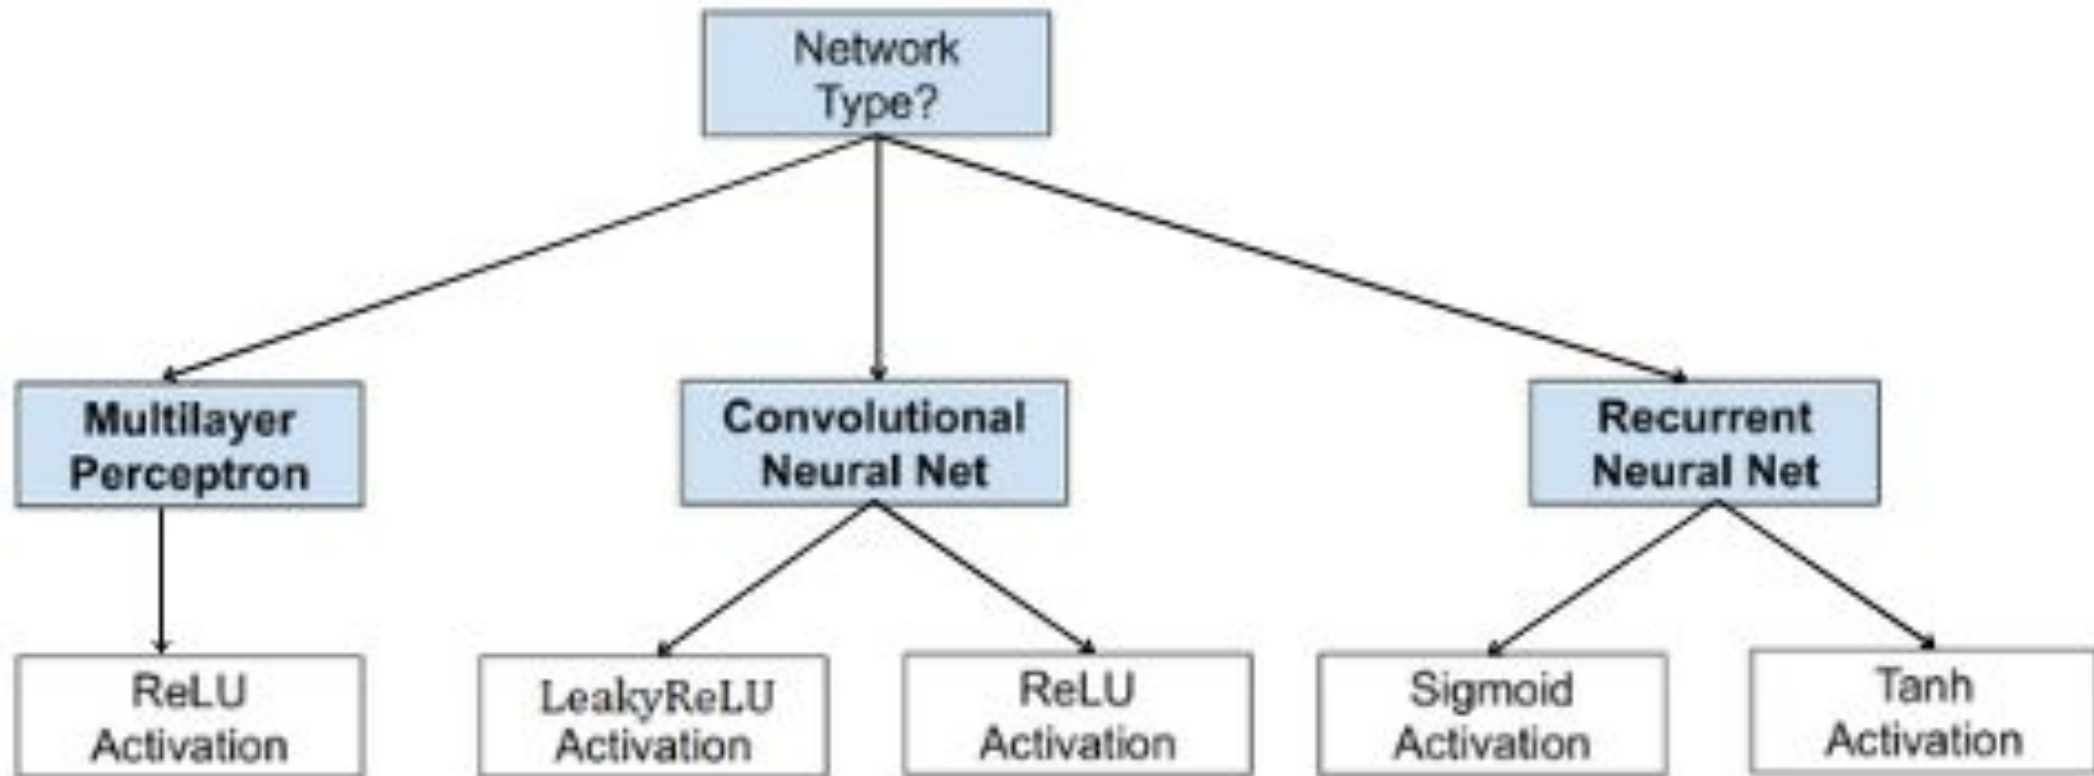 Network
Type?
Multilayer
Perceptron
Convolutional
Neural Net
Recurrent
Neural Net
ReLU
Activation
LeakyReLU
Activation
ReLU
Activation
Sigmoid
Activation
Tanh
Activation